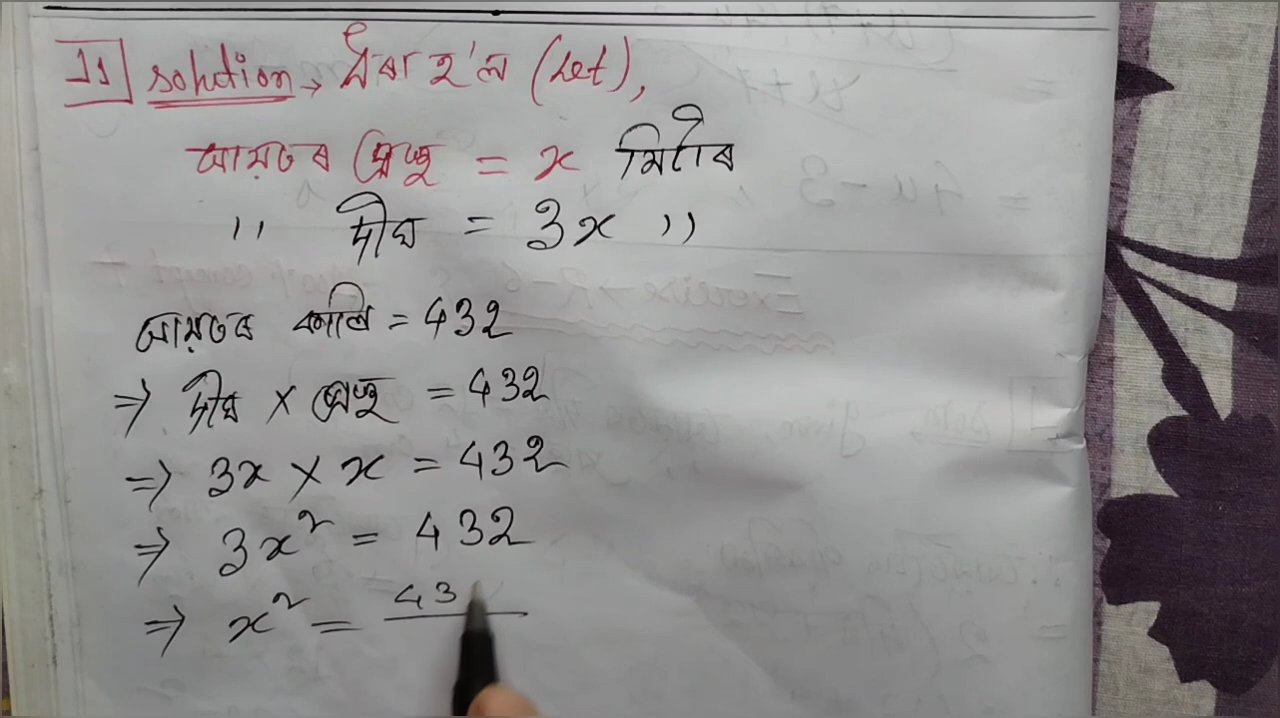 11 solution → ধৰা হ'ল (Let),
আয়তৰ প্ৰস্থ = x মিটাৰ
" দীঘ = 3x "
আয়তৰ কালি = 432
⇒ দীঘ × প্ৰস্থ = 432
⇒ 3x × x = 432
⇒ 3x² = 432
⇒ x² = 43